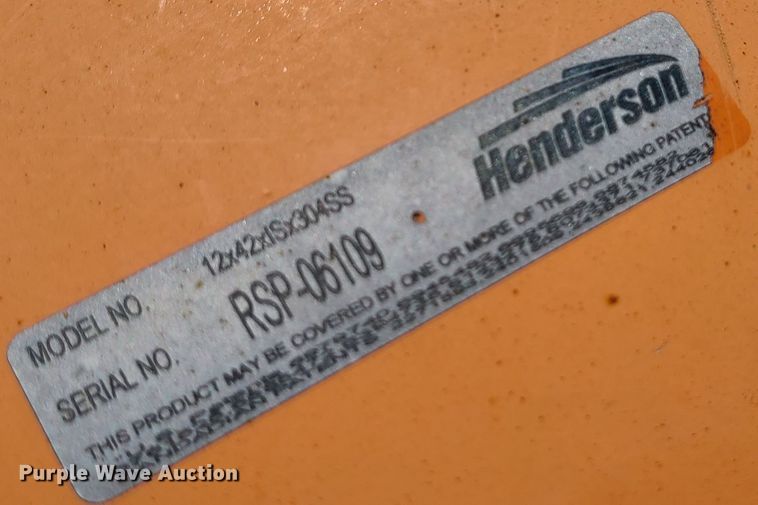 Henderson
MODEL NO. 12x42xISx304SS
SERIAL NO. RSP-06109
THIS PRODUCT MAY BE COVERED BY ONE OR MORE OF THE FOLLOWING PATENT
Purple Wave Auction